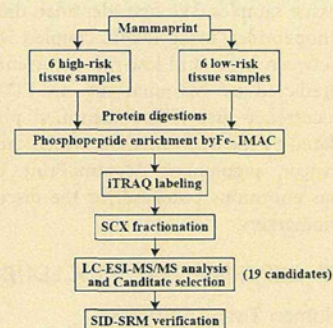 Mammaprint
6 high-risk
tissue samples
6 low-risk
tissue samples
Protein digestions
Phosphopeptide enrichment byFe- IMAC
iTRAQ labeling
SCX fractionation
LC-ESI-MS/MS analysis
and Canditate selection
(19 candidates)
SID-SRM verification